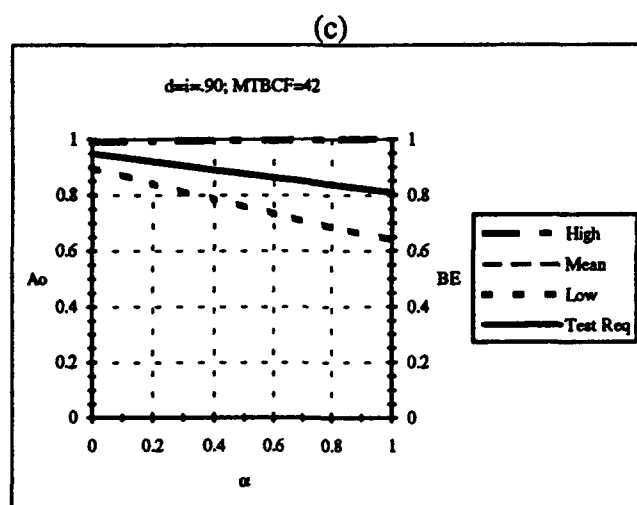 (c)
d=i=.90; MTBCF=42
1 1
0.8 0.8
High
0.6 0.6
Mean
Ao BE
Low
0.4 0.4
Test Req
0.2 0.2
0 0
0 0.2 0.4 0.6 0.8 1
α